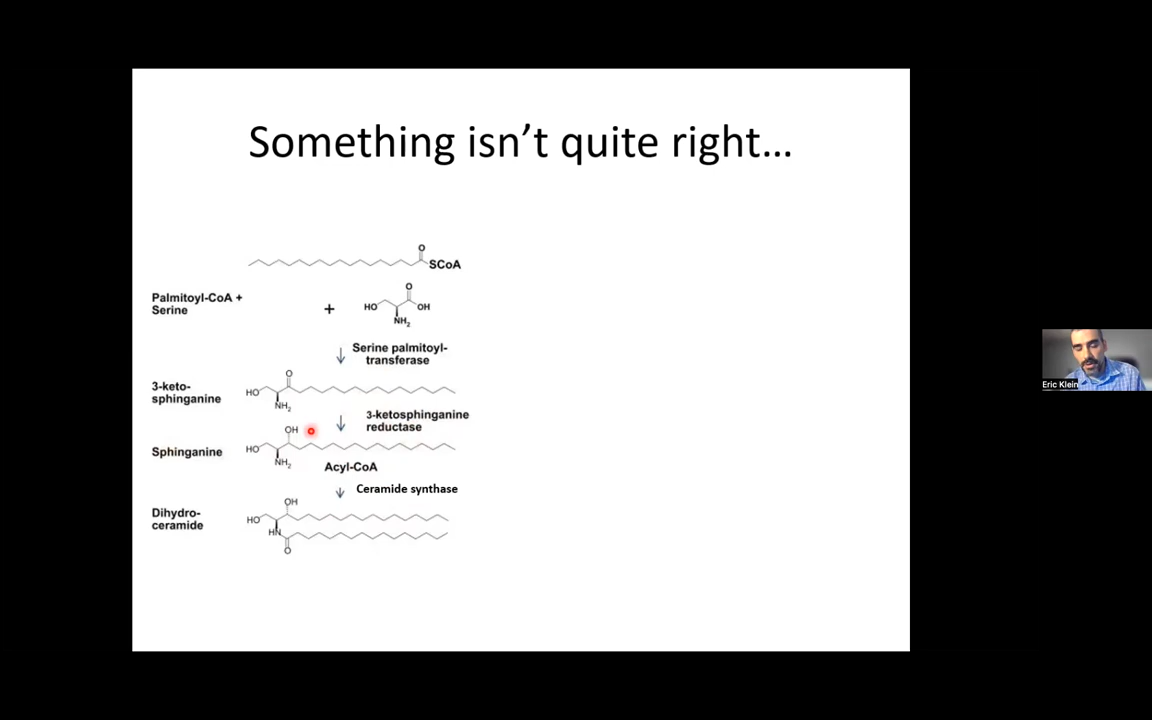 Something isn't quite right...
O
SCoA
Palmitoyl-CoA +
Serine
+
O
HO
OH
NH2
Serine palmitoyl-
transferase
3-keto-
sphinganine
O
HO
NH2
3-ketosphinganine
reductase
Sphinganine
OH
HO
NH2
Acyl-CoA
Ceramide synthase
Dihydro-
ceramide
OH
HO
HN
O
Eric Klein